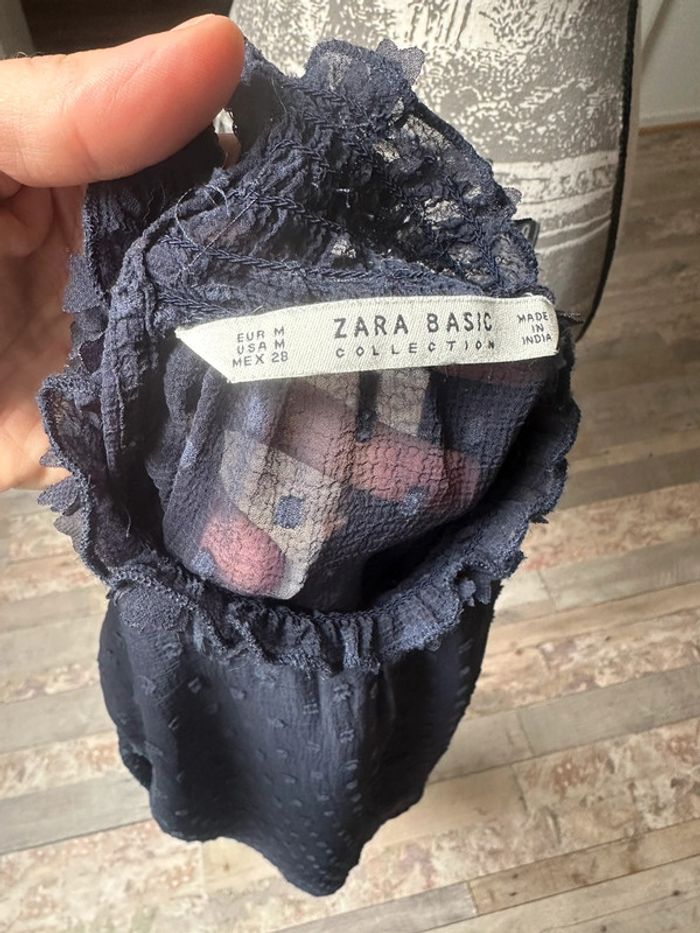 EUR M
USA M
MEX 28
ZARA BASIC
COLLECTION
MADE
IN
INDIA